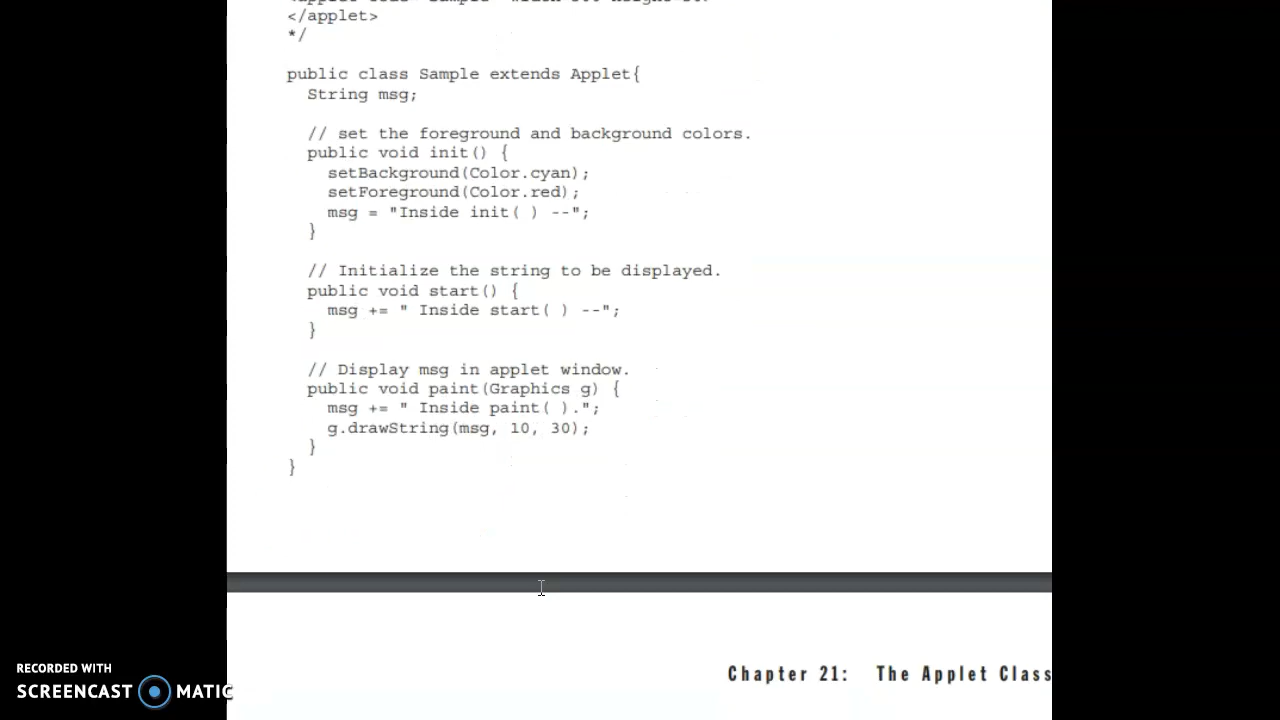 </applet>
*/
public class Sample extends Applet{
String msg;
// set the foreground and background colors.
public void init() {
setBackground(Color.cyan);
setForeground(Color.red);
msg = "Inside init( ) --";
}
// Initialize the string to be displayed.
public void start() {
msg += " Inside start( ) --";
}
// Display msg in applet window.
public void paint(Graphics g) {
msg += " Inside paint( ).";
g.drawString(msg, 10, 30);
}
}
Chapter 21: The Applet Class
RECORDED WITH
SCREENCAST MATIC